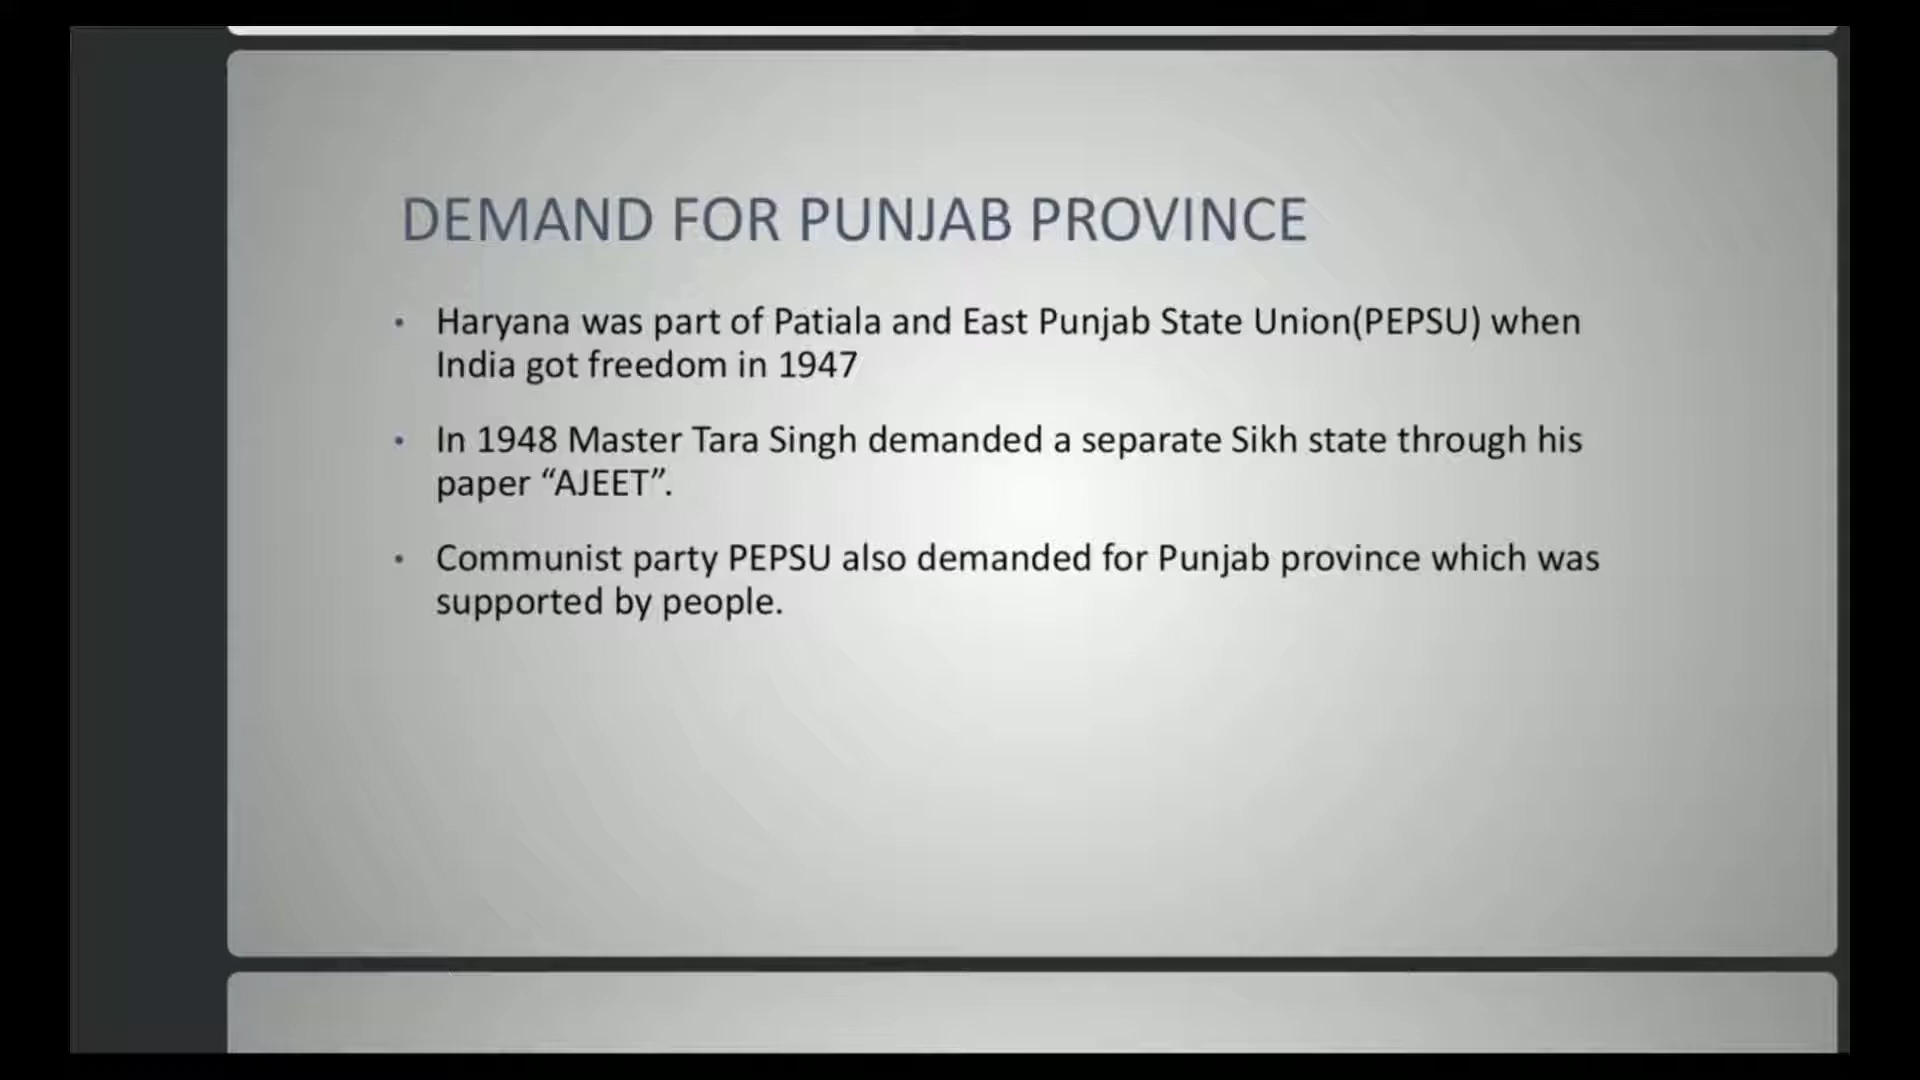 DEMAND FOR PUNJAB PROVINCE
• Haryana was part of Patiala and East Punjab State Union(PEPSU) when
India got freedom in 1947
• In 1948 Master Tara Singh demanded a separate Sikh state through his
paper “AJEET”.
• Communist party PEPSU also demanded for Punjab province which was
supported by people.